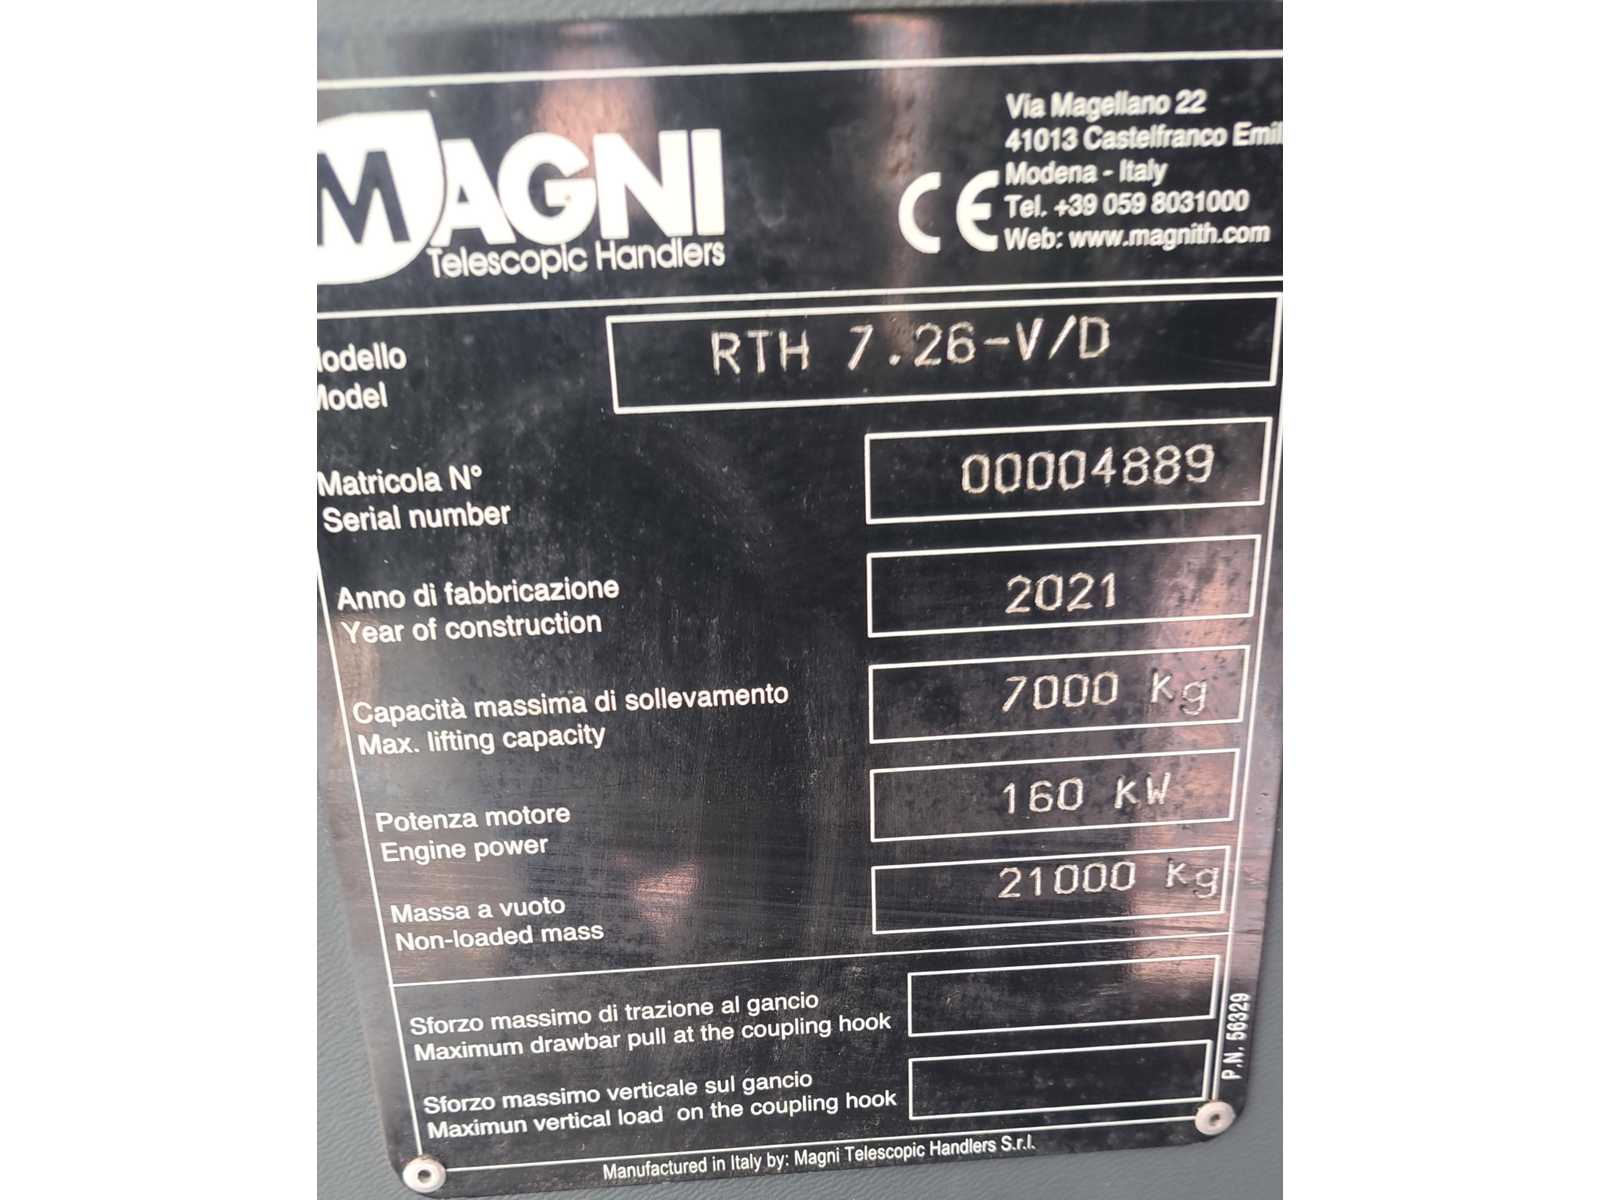 MAGNI
Telescopic Handlers
CE
Via Magellano 22
41013 Castelfranco Emil
Modena - Italy
Tel. +39 059 8031000
Web: www.magnith.com
odello
Model
RTH 7.26-V/D
Matricola N°
Serial number
00004889
Anno di fabbricazione
Year of construction
2021
Capacità massima di sollevamento
Max. lifting capacity
7000 Kg
Potenza motore
Engine power
160 KW
Massa a vuoto
Non-loaded mass
21000 Kg
Sforzo massimo di trazione al gancio
Maximum drawbar pull at the coupling hook
Sforzo massimo verticale sul gancio
Maximun vertical load on the coupling hook
P.N. 56329
Manufactured in Italy by: Magni Telescopic Handlers S.r.l.